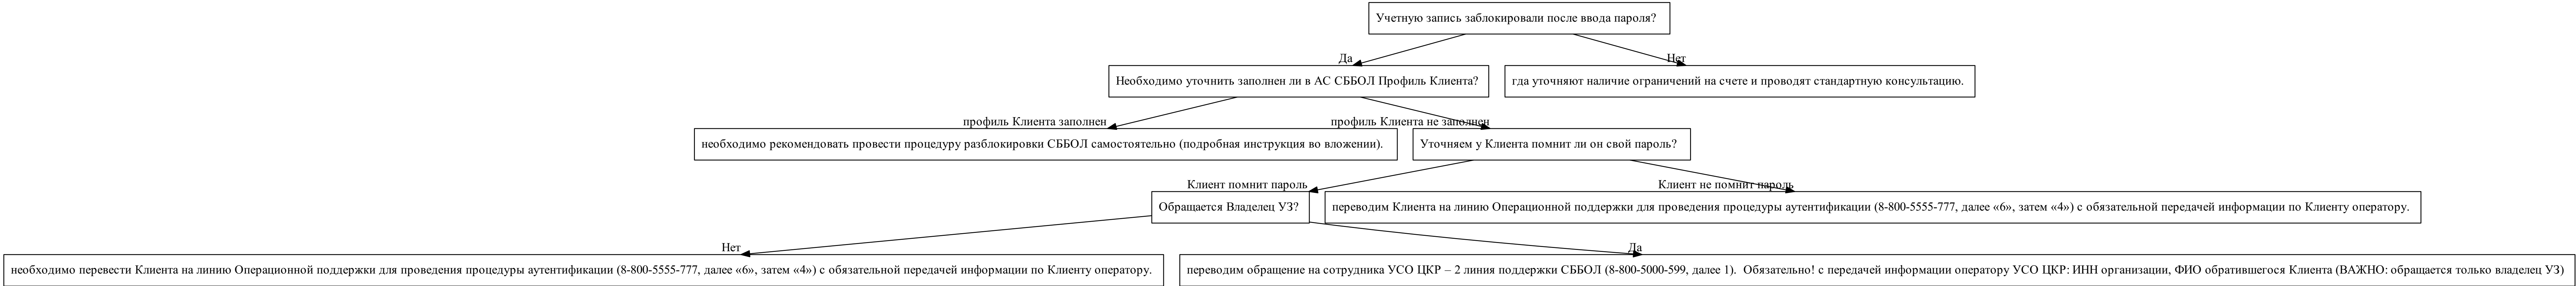 Учетную запись заблокировали после ввода пароля?
Да
Нет
Необходимо уточнить заполнен ли в АС СББОЛ Профиль Клиента?
гда уточняют наличие ограничений на счете и проводят стандартную консультацию.
профиль Клиента заполнен
профиль Клиента не заполнен
необходимо рекомендовать провести процедуру разблокировки СББОЛ самостоятельно (подробная инструкция во вложении).
Уточняем у Клиента помнит ли он свой пароль?
Клиент помнит пароль
Клиент не помнит пароль
Обращается Владелец УЗ?
переводим Клиента на линию Операционной поддержки для проведения процедуры аутентификации (8-800-5555-777, далее «6», затем «4») с обязательной передачей информации по Клиенту оператору.
Нет
Да
необходимо перевести Клиента на линию Операционной поддержки для проведения процедуры аутентификации (8-800-5555-777, далее «6», затем «4») с обязательной передачей информации по Клиенту оператору.
переводим обращение на сотрудника УСО ЦКР – 2 линия поддержки СББОЛ (8-800-5000-599, далее 1).  Обязательно! с передачей информации оператору УСО ЦКР: ИНН организации, ФИО обратившегося Клиента (ВАЖНО: обращается только владелец УЗ)